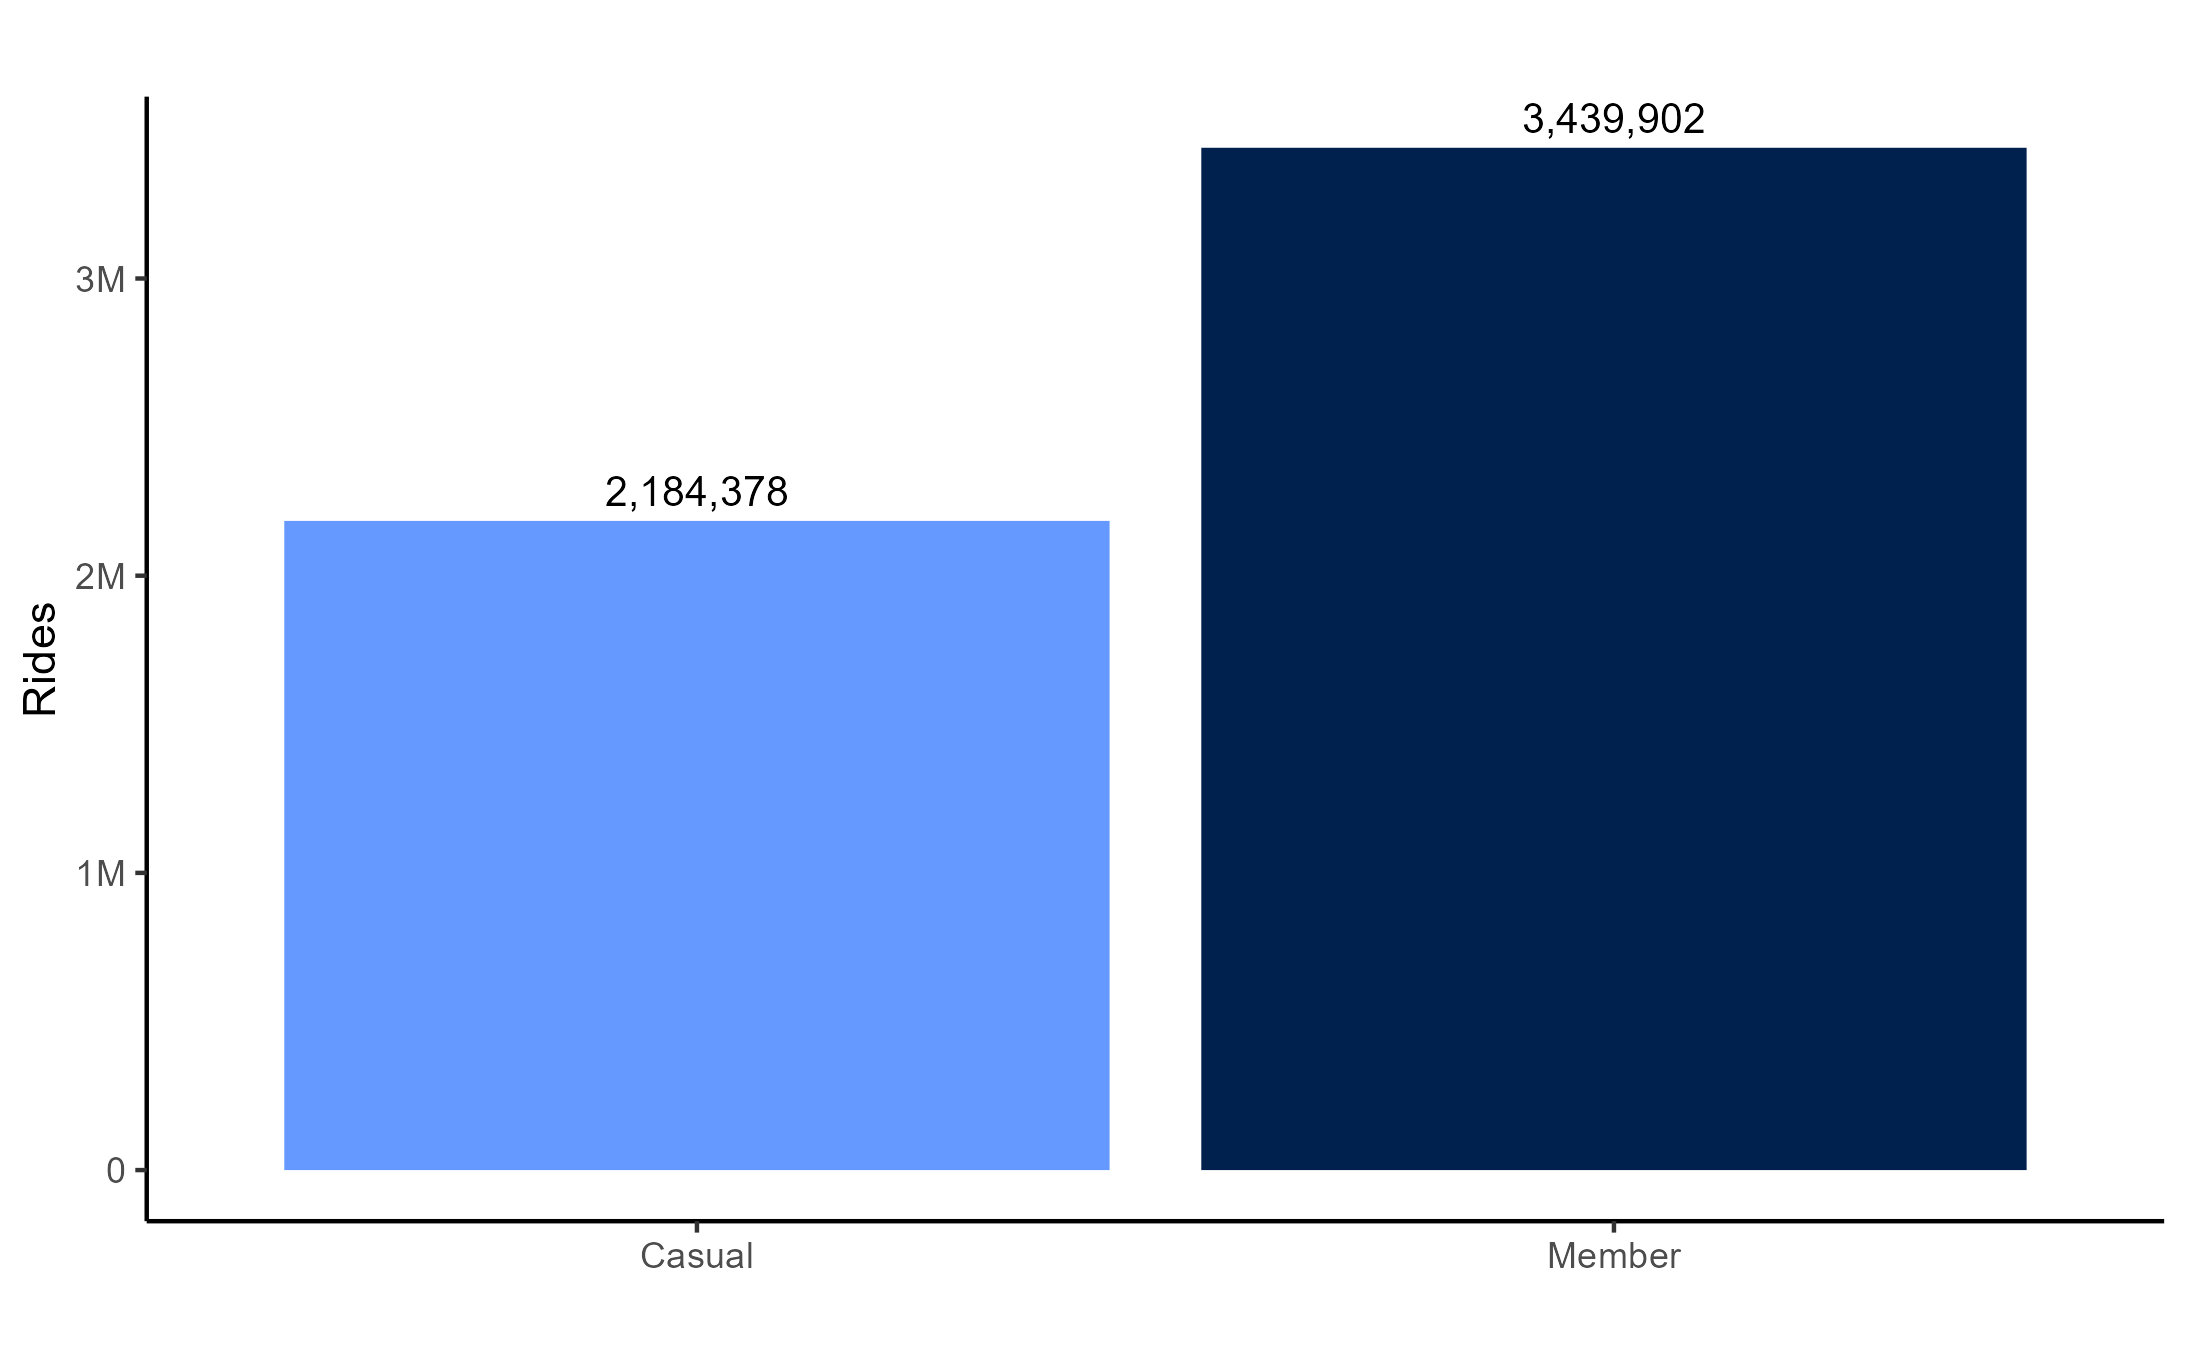 3,439,902
3M
2,184,378
2M
Rides
1M
0
Casual
Member